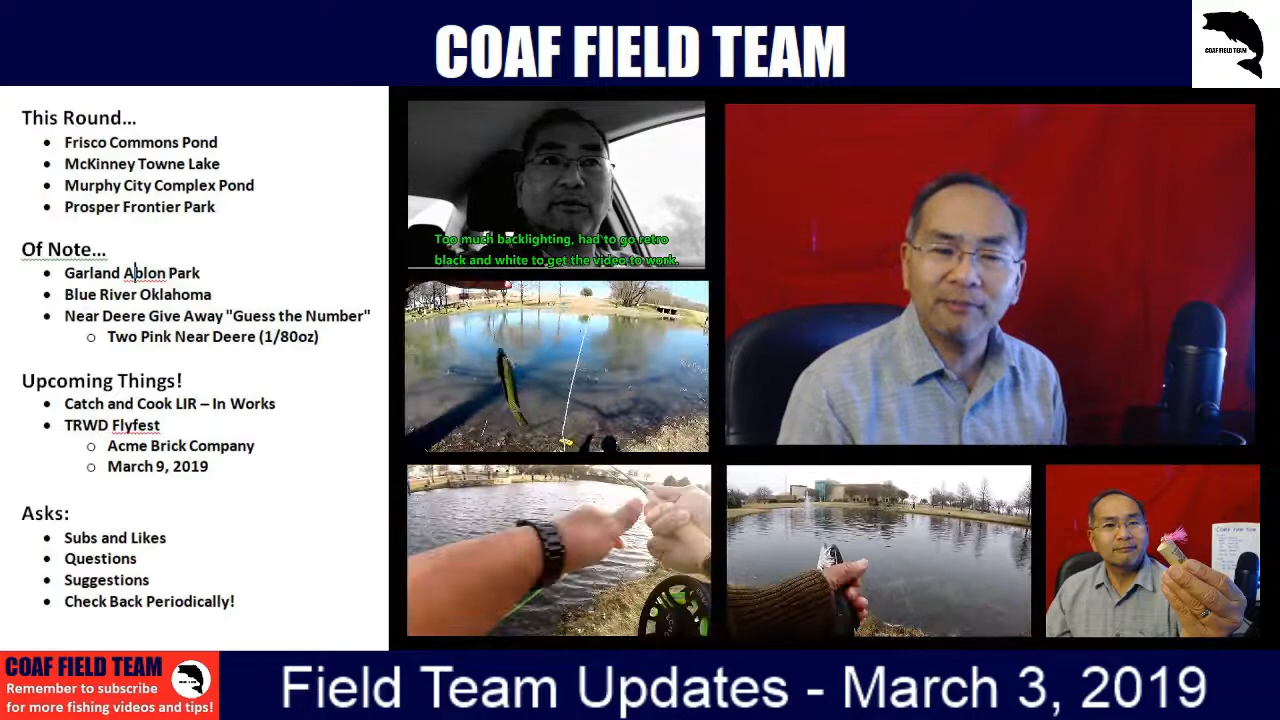 COAF FIELD TEAM
COAF FIELD TEAM
This Round...
• Frisco Commons Pond
• McKinney Towne Lake
• Murphy City Complex Pond
• Prosper Frontier Park
Of Note...
• Garland Ablon Park
• Blue River Oklahoma
• Near Deere Give Away "Guess the Number"
o Two Pink Near Deere (1/80oz)
Upcoming Things!
• Catch and Cook LIR – In Works
• TRWD Flyfest
o Acme Brick Company
o March 9, 2019
Asks:
• Subs and Likes
• Questions
• Suggestions
• Check Back Periodically!
Too much backlighting, had to go retro
black and white to get the video to work.
COAF FIELD TEAM
Remember to subscribe
for more fishing videos and tips!
Field Team Updates - March 3, 2019